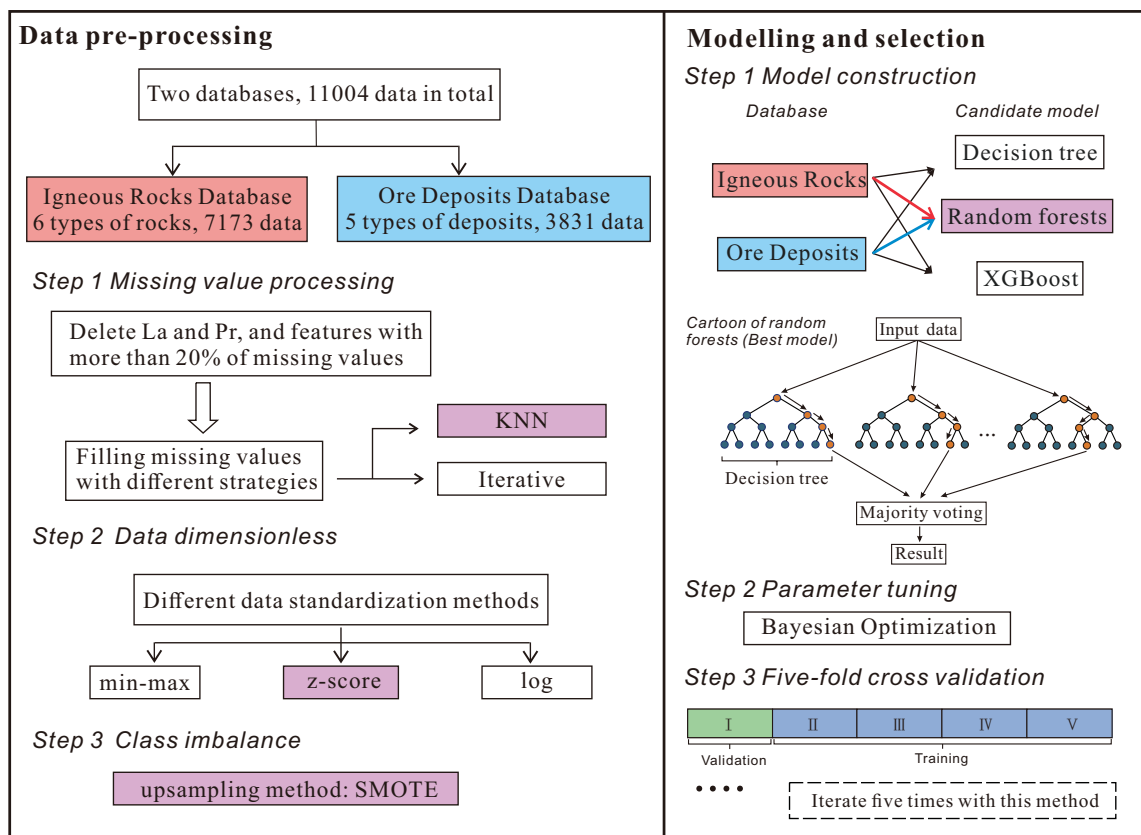 Data pre-processing
Two databases, 11004 data in total
Igneous Rocks Database
6 types of rocks, 7173 data
Ore Deposits Database
5 types of deposits, 3831 data
Step 1 Missing value processing
Delete La and Pr, and features with
more than 20% of missing values
Filling missing values
with different strategies
KNN
Iterative
Step 2 Data dimensionless
Different data standardization methods
min-max
z-score
log
Step 3 Class imbalance
upsampling method: SMOTE
Modelling and selection
Step 1 Model construction
Database
Candidate model
Igneous Rocks
Ore Deposits
Decision tree
Random forests
XGBoost
Cartoon of random
forests (Best model)
Input data
...
Decision tree
Majority voting
Result
Step 2 Parameter tuning
Bayesian Optimization
Step 3 Five-fold cross validation
I
II
III
IV
V
Validation
Training
• • • •
Iterate five times with this method